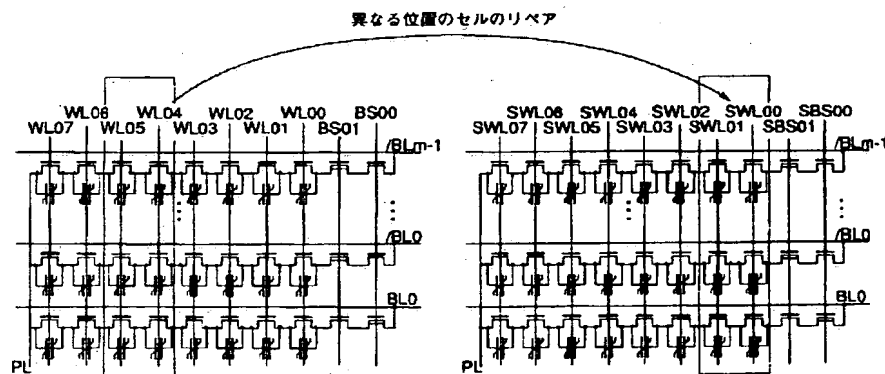 異なる位置のセルのリペア
WL06 WL04 WL02 WL00 BS00
WL07 WL05 WL03 WL01 BS01
/BLm-1
/BL0
BL0
PL
SWL06 SWL04 SWL02 SWL00 SBS00
SWL07 SWL05 SWL03 SWL01 SBS01
/BLm-1
/BL0
BL0
PL